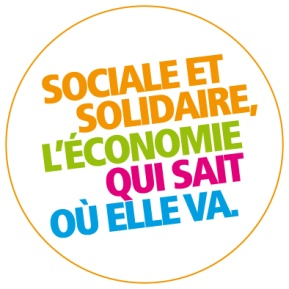 SOCIALE ET
SOLIDAIRE,
L'ÉCONOMIE
QUI SAIT
OÙ ELLE VA.